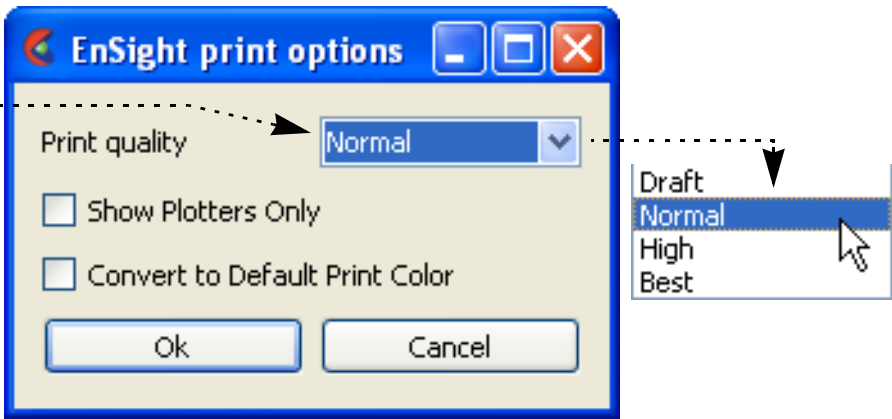 EnSight print options
Print quality
Normal
Show Plotters Only
Convert to Default Print Color
Ok
Cancel
Draft
Normal
High
Best